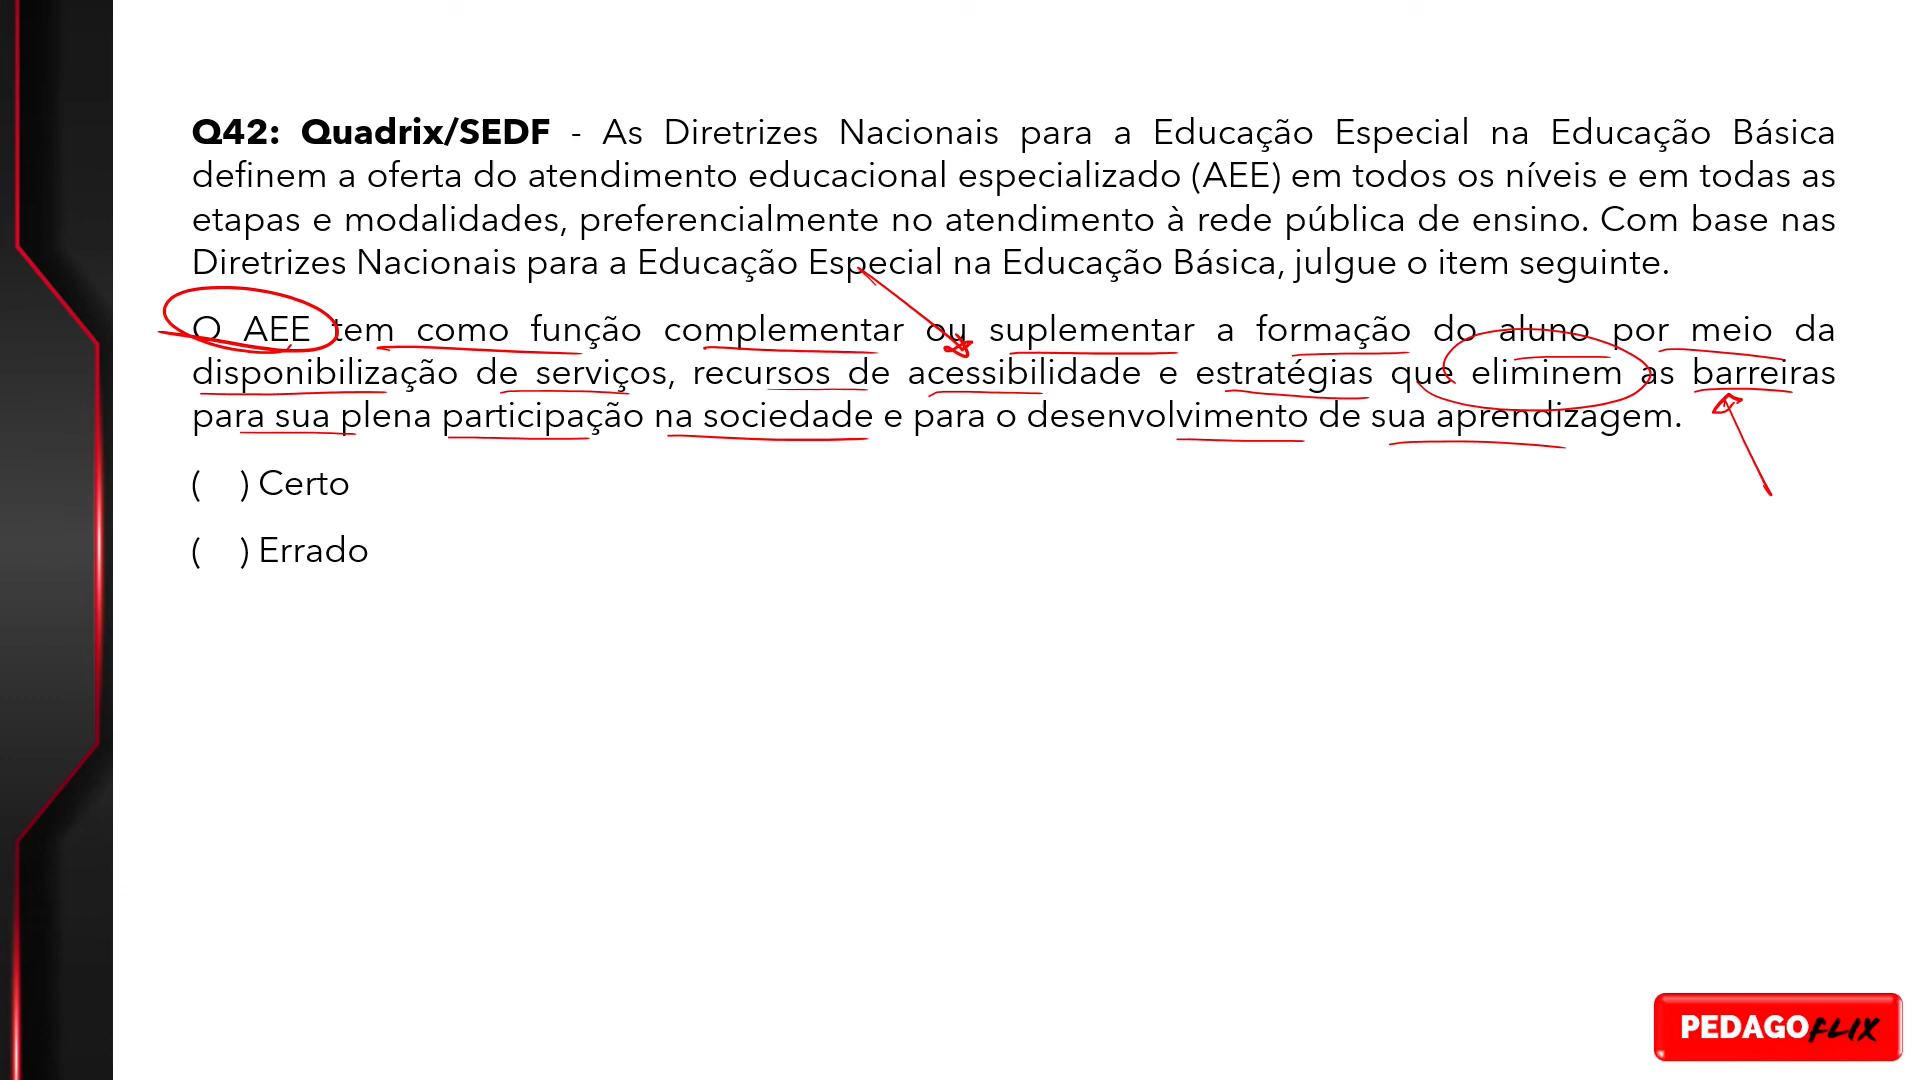 Q42: Quadrix/SEDF - As Diretrizes Nacionais para a Educação Especial na Educação Básica
definem a oferta do atendimento educacional especializado (AEE) em todos os níveis e em todas as
etapas e modalidades, preferencialmente no atendimento à rede pública de ensino. Com base nas
Diretrizes Nacionais para a Educação Especial na Educação Básica, julgue o item seguinte.
O AEE tem como função complementar ou suplementar a formação do aluno por meio da
disponibilização de serviços, recursos de acessibilidade e estratégias que eliminem as barreiras
para sua plena participação na sociedade e para o desenvolvimento de sua aprendizagem.
( ) Certo
( ) Errado
PEDAGOFLIX